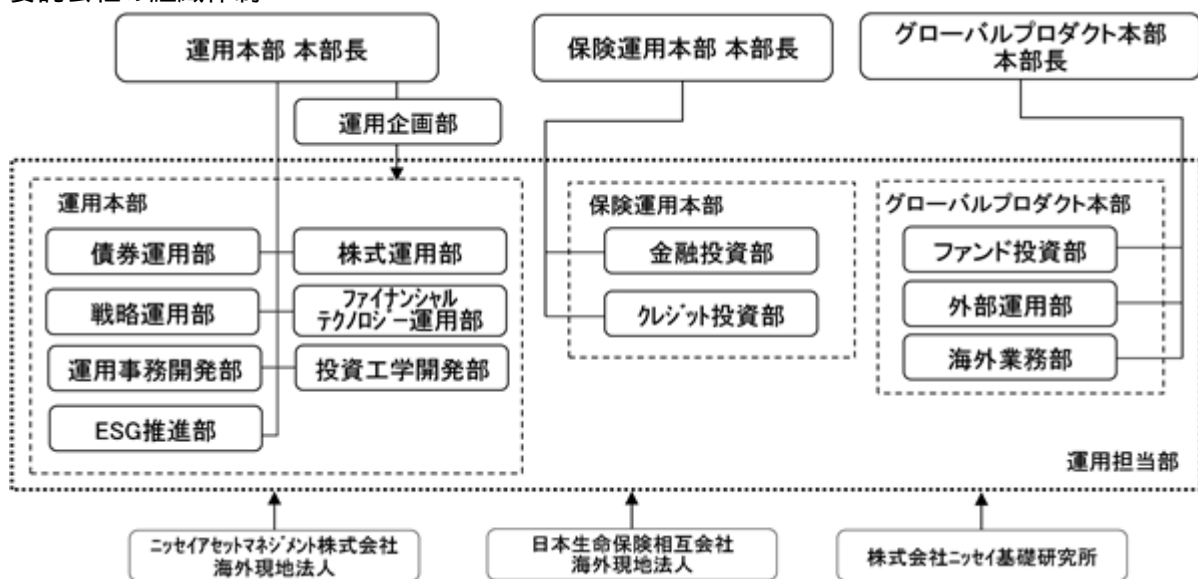 運用本部 本部長
保険運用本部 本部長
グローバルプロダクト本部
本部長
運用企画部
運用本部
債券運用部
株式運用部
戦略運用部
ファイナンシャル
テクノロジー運用部
運用事務開発部
投資工学開発部
ESG推進部
保険運用本部
金融投資部
クレジット投資部
グローバルプロダクト本部
ファンド投資部
外部運用部
海外業務部
運用担当部
ニッセイアセットマネジメント株式会社
海外現地法人
日本生命保険相互会社
海外現地法人
株式会社ニッセイ基礎研究所